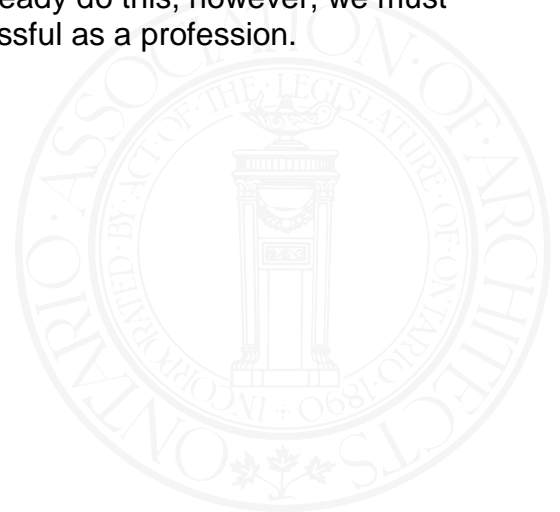 eady do this, however, we must
ssful as a profession.
ONTARIO · ASSOCIATION · OF · ARCHITECTS
INCORPORATED · BY · ACT · OF · THE · LEGISLATURE · OF · ONTARIO · 1890